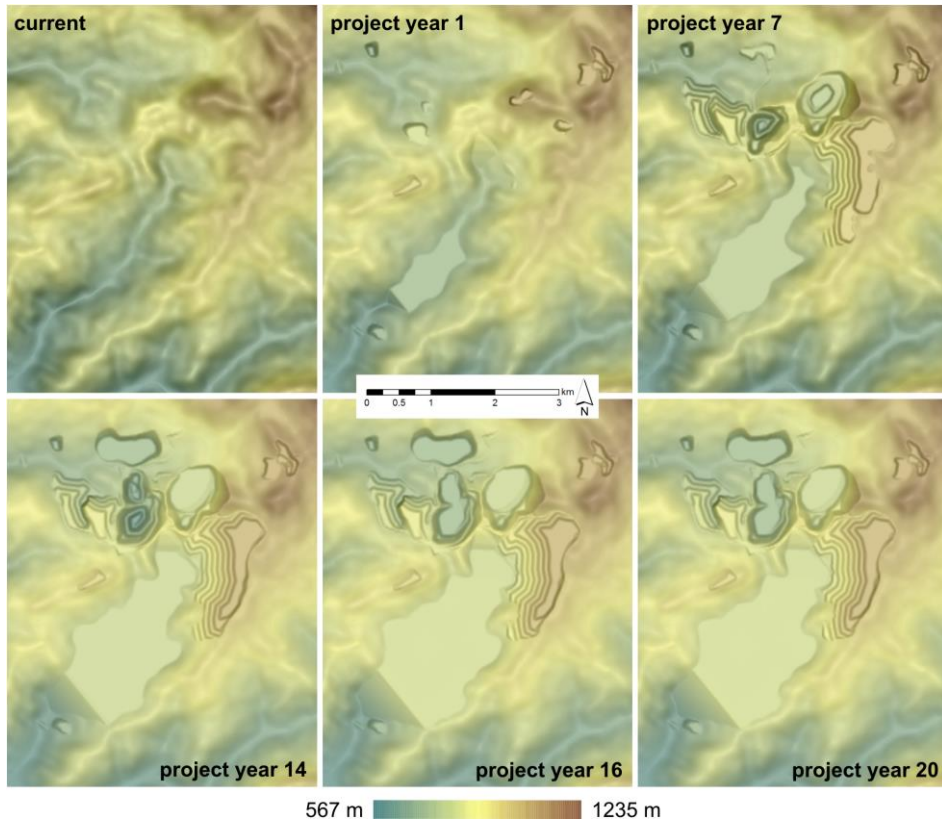 current
project year 1
project year 7
0 0.5 1 2 3 km
N
project year 14
project year 16
project year 20
567 m 1235 m